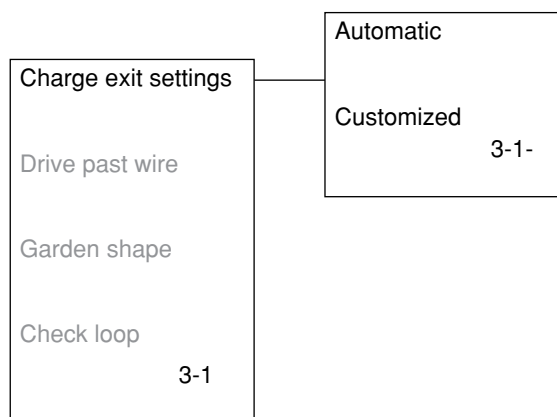 Charge exit settings
Drive past wire
Garden shape
Check loop
3-1
Automatic
Customized
3-1-